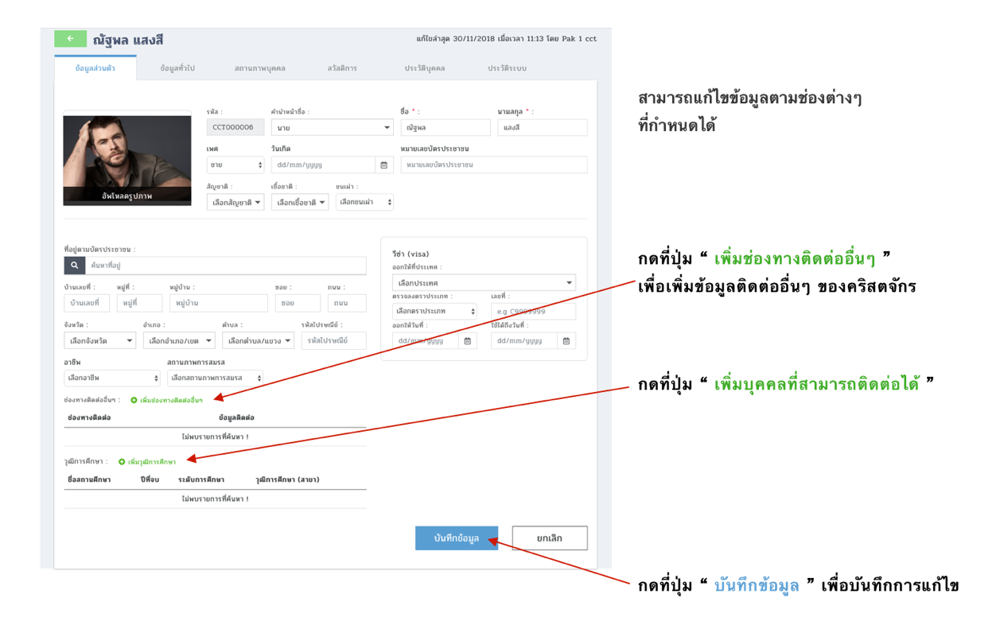 ณัฐพล แสงสี
แก้ไขล่าสุด 30/11/2018 เมื่อเวลา 11:13 โดย Pak 1 cct
ข้อมูลส่วนตัว ข้อมูลทั่วไป สถานภาพบุคคล สวัสดิการ ประวัติบุคคล ประวัติระบบ
รหัส : คำนำหน้าชื่อ : ชื่อ * : นามสกุล * :
CCT000006 นาย ณัฐพล แสงสี
เพศ วันเกิด หมายเลขบัตรประชาชน
ชาย dd/mm/yyyy หมายเลขบัตรประชาชน
สัญชาติ : เชื้อชาติ : ชนเผ่า :
เลือกสัญชาติ เลือกเชื้อชาติ เลือกชนเผ่า
อัพโหลดรูปภาพ
ที่อยู่ตามบัตรประชาชน :
ค้นหาที่อยู่
บ้านเลขที่ : หมู่ที่ : หมู่บ้าน : ซอย : ถนน :
บ้านเลขที่ หมู่ที่ หมู่บ้าน ซอย ถนน
จังหวัด : อำเภอ : ตำบล : รหัสไปรษณีย์ :
เลือกจังหวัด เลือกอำเภอ/เขต เลือกตำบล/แขวง รหัสไปรษณีย์
อาชีพ สถานภาพการสมรส
เลือกอาชีพ เลือกสถานภาพการสมรส
วีซ่า (visa)
ออกให้ที่ประเทศ :
เลือกประเทศ
ตรวจลงตราประเภท : เลขที่ :
เลือกตราประเภท e.g C9999999
ออกให้วันที่ : ใช้ได้ถึงวันที่ :
dd/mm/yyyy dd/mm/yyyy
ช่องทางติดต่ออื่นๆ : เพิ่มช่องทางติดต่ออื่นๆ
ช่องทางติดต่อ ข้อมูลติดต่อ
ไม่พบรายการที่ค้นหา !
วุฒิการศึกษา : เพิ่มวุฒิการศึกษา
ชื่อสถานศึกษา ปีที่จบ ระดับการศึกษา วุฒิการศึกษา (สาขา)
ไม่พบรายการที่ค้นหา !
บันทึกข้อมูล ยกเลิก
สามารถแก้ไขข้อมูลตามช่องต่างๆ
ที่กำหนดได้
กดที่ปุ่ม “ เพิ่มช่องทางติดต่ออื่นๆ ”
เพื่อเพิ่มข้อมูลติดต่ออื่นๆ ของคริสตจักร
กดที่ปุ่ม “ เพิ่มบุคคลที่สามารถติดต่อได้ ”
กดที่ปุ่ม “ บันทึกข้อมูล ” เพื่อบันทึกการแก้ไข